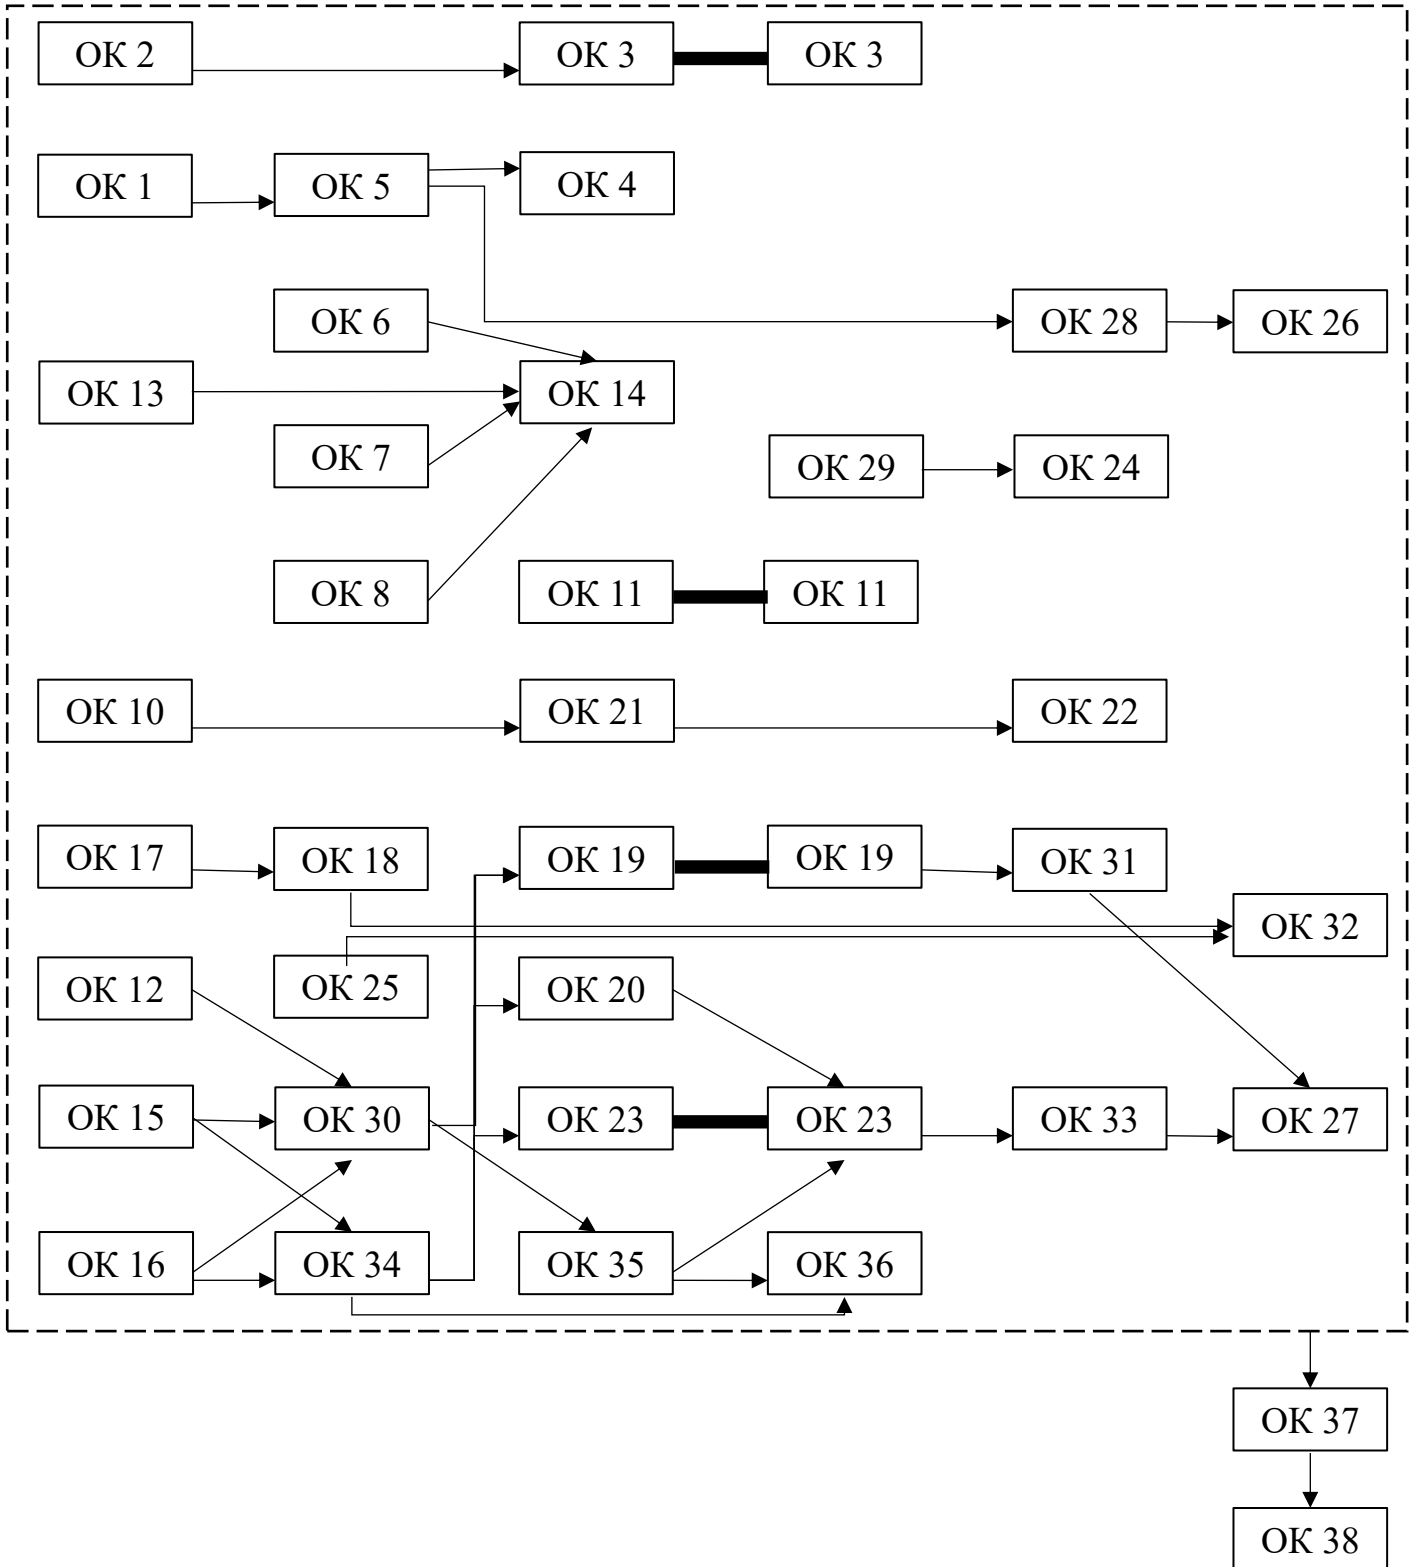 ОК 2 ОК 3 ОК 3
ОК 1 ОК 5 ОК 4
ОК 6 ОК 28 ОК 26
ОК 13 ОК 14
ОК 7 ОК 29 ОК 24
ОК 8 ОК 11 ОК 11
ОК 10 ОК 21 ОК 22
ОК 17 ОК 18 ОК 19 ОК 19 ОК 31
ОК 32
ОК 12 ОК 25 ОК 20
ОК 15 ОК 30 ОК 23 ОК 23 ОК 33 ОК 27
ОК 16 ОК 34 ОК 35 ОК 36
ОК 37
ОК 38